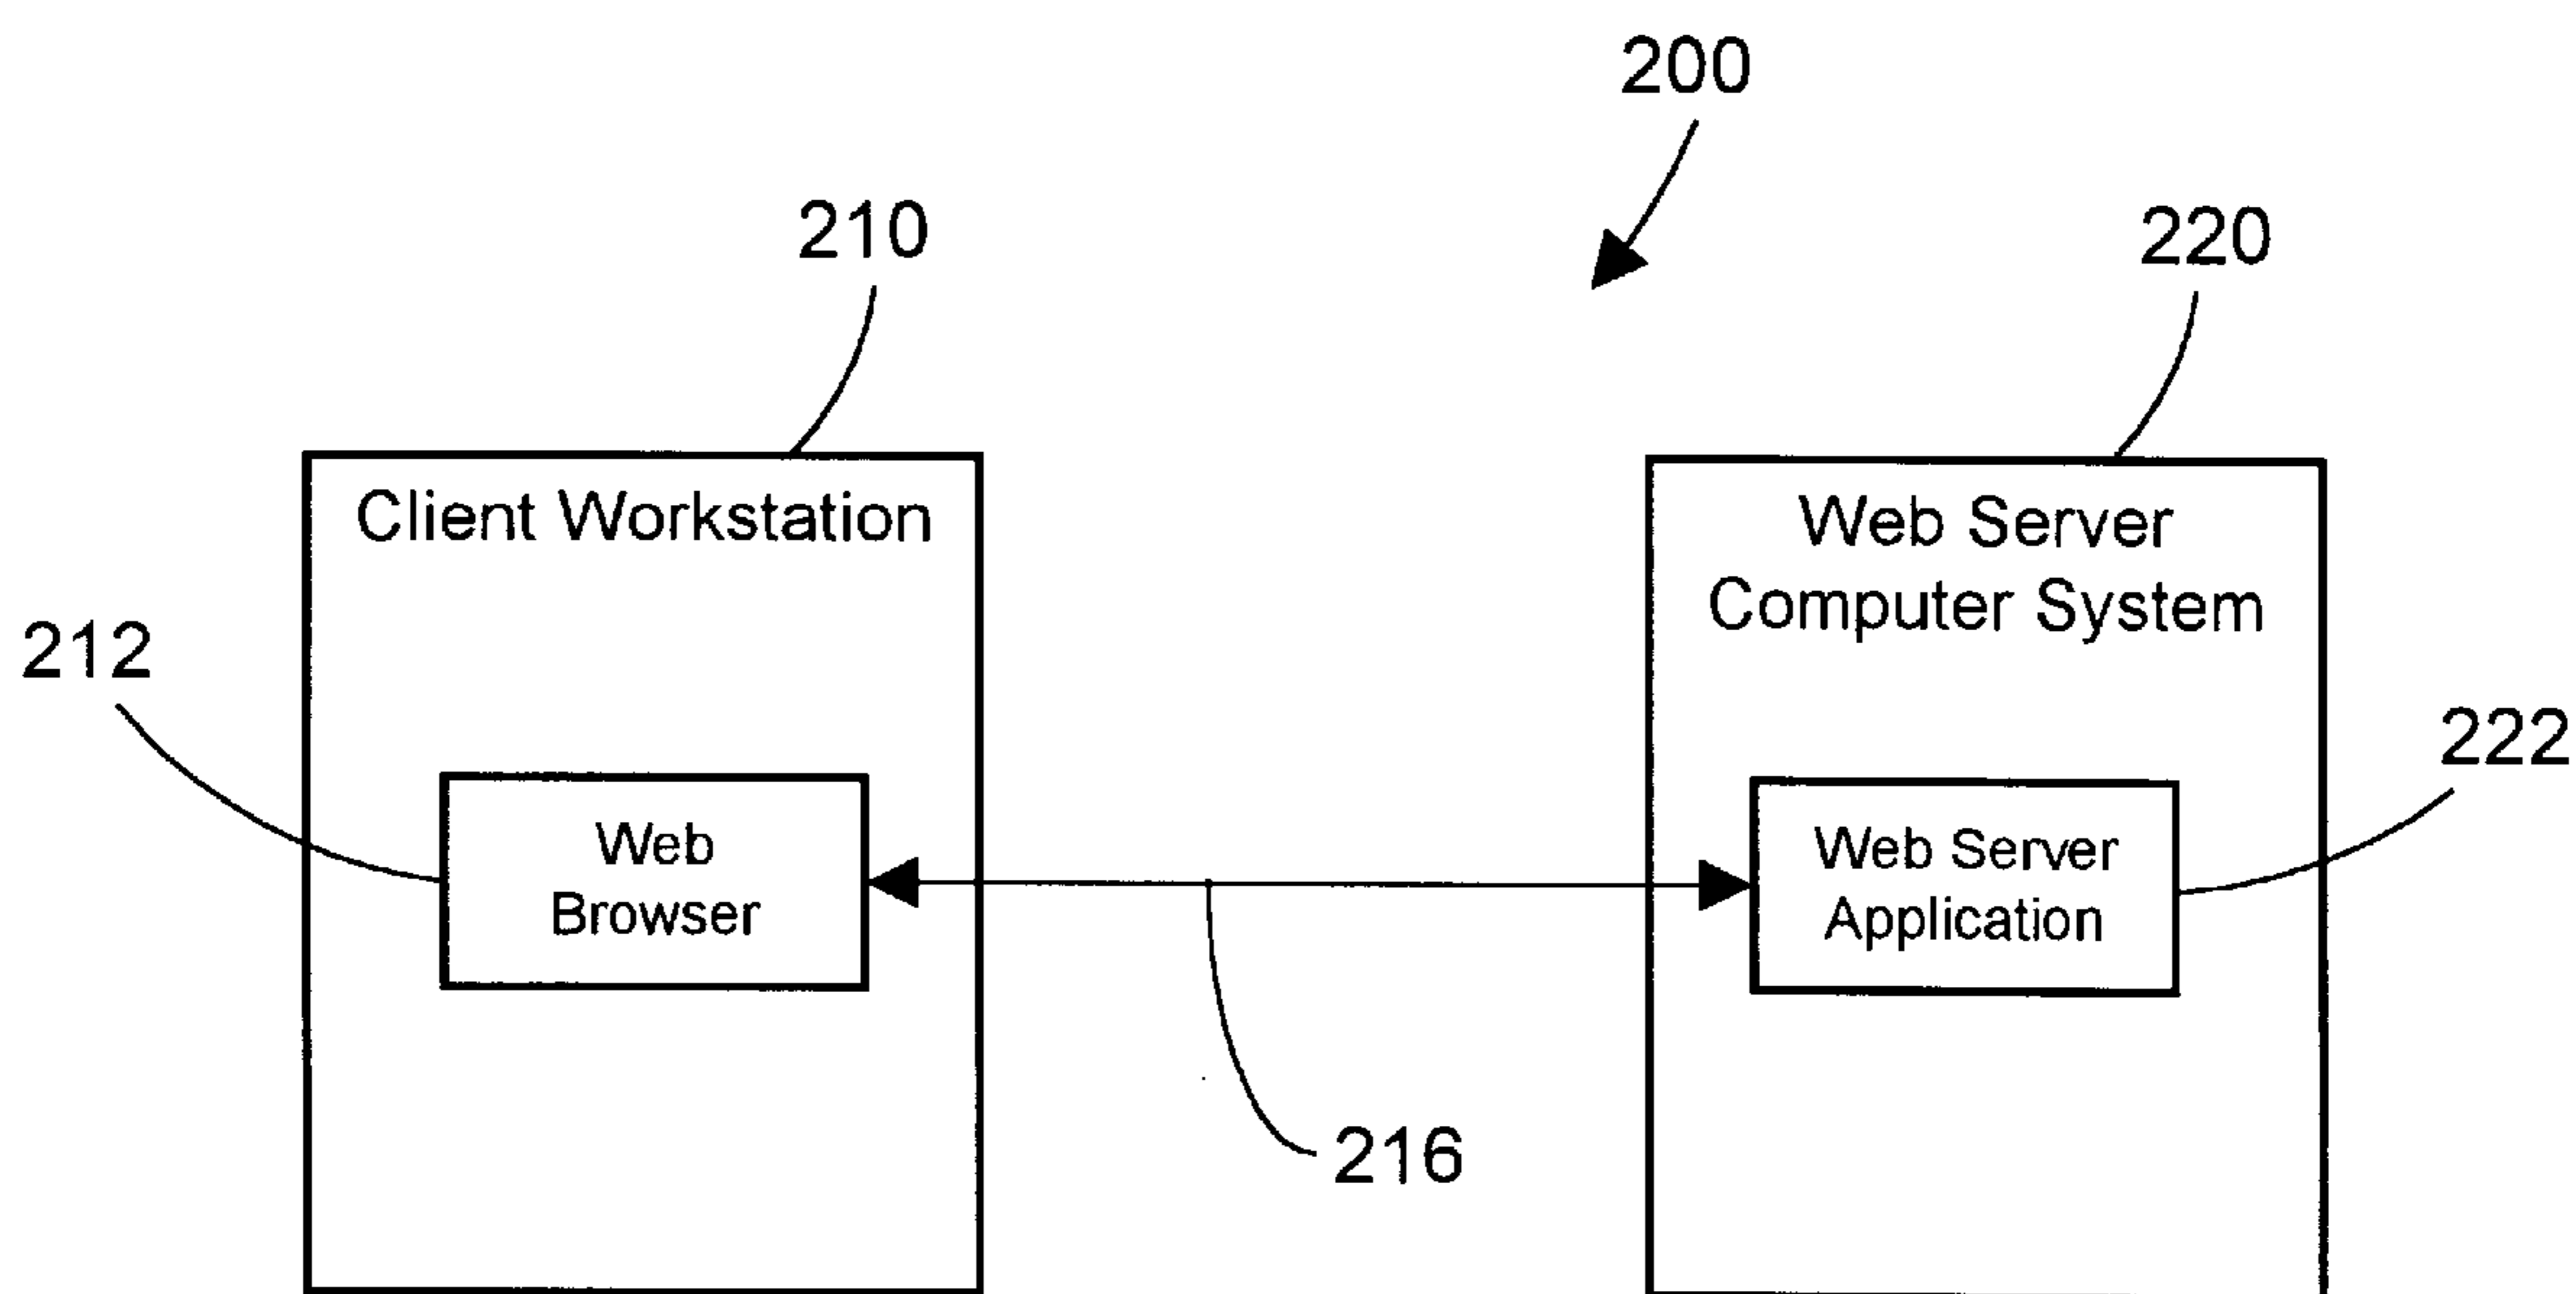 200
210
220
Client Workstation
Web Server
Computer System
212
222
Web
Browser
Web Server
Application
216